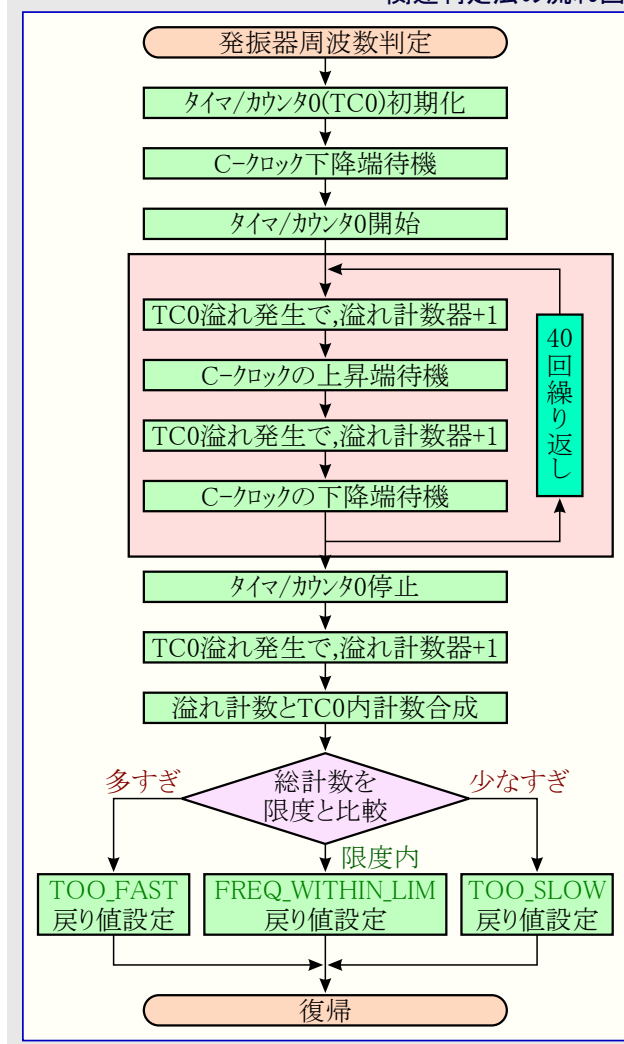 発振器周波数判定
タイマ/カウンタ0(TC0)初期化
C-クロック下降端待機
タイマ/カウンタ0開始
TC0溢れ発生で,溢れ計数器+1
C-クロックの上昇端待機
TC0溢れ発生で,溢れ計数器+1
C-クロックの下降端待機
40回繰り返し
タイマ/カウンタ0停止
TC0溢れ発生で,溢れ計数器+1
溢れ計数とTC0内計数合成
総計数を
限度と比較
多すぎ
少なすぎ
限度内
TOO_FAST
戻り値設定
FREQ_WITHIN_LIM
戻り値設定
TOO_SLOW
戻り値設定
復帰